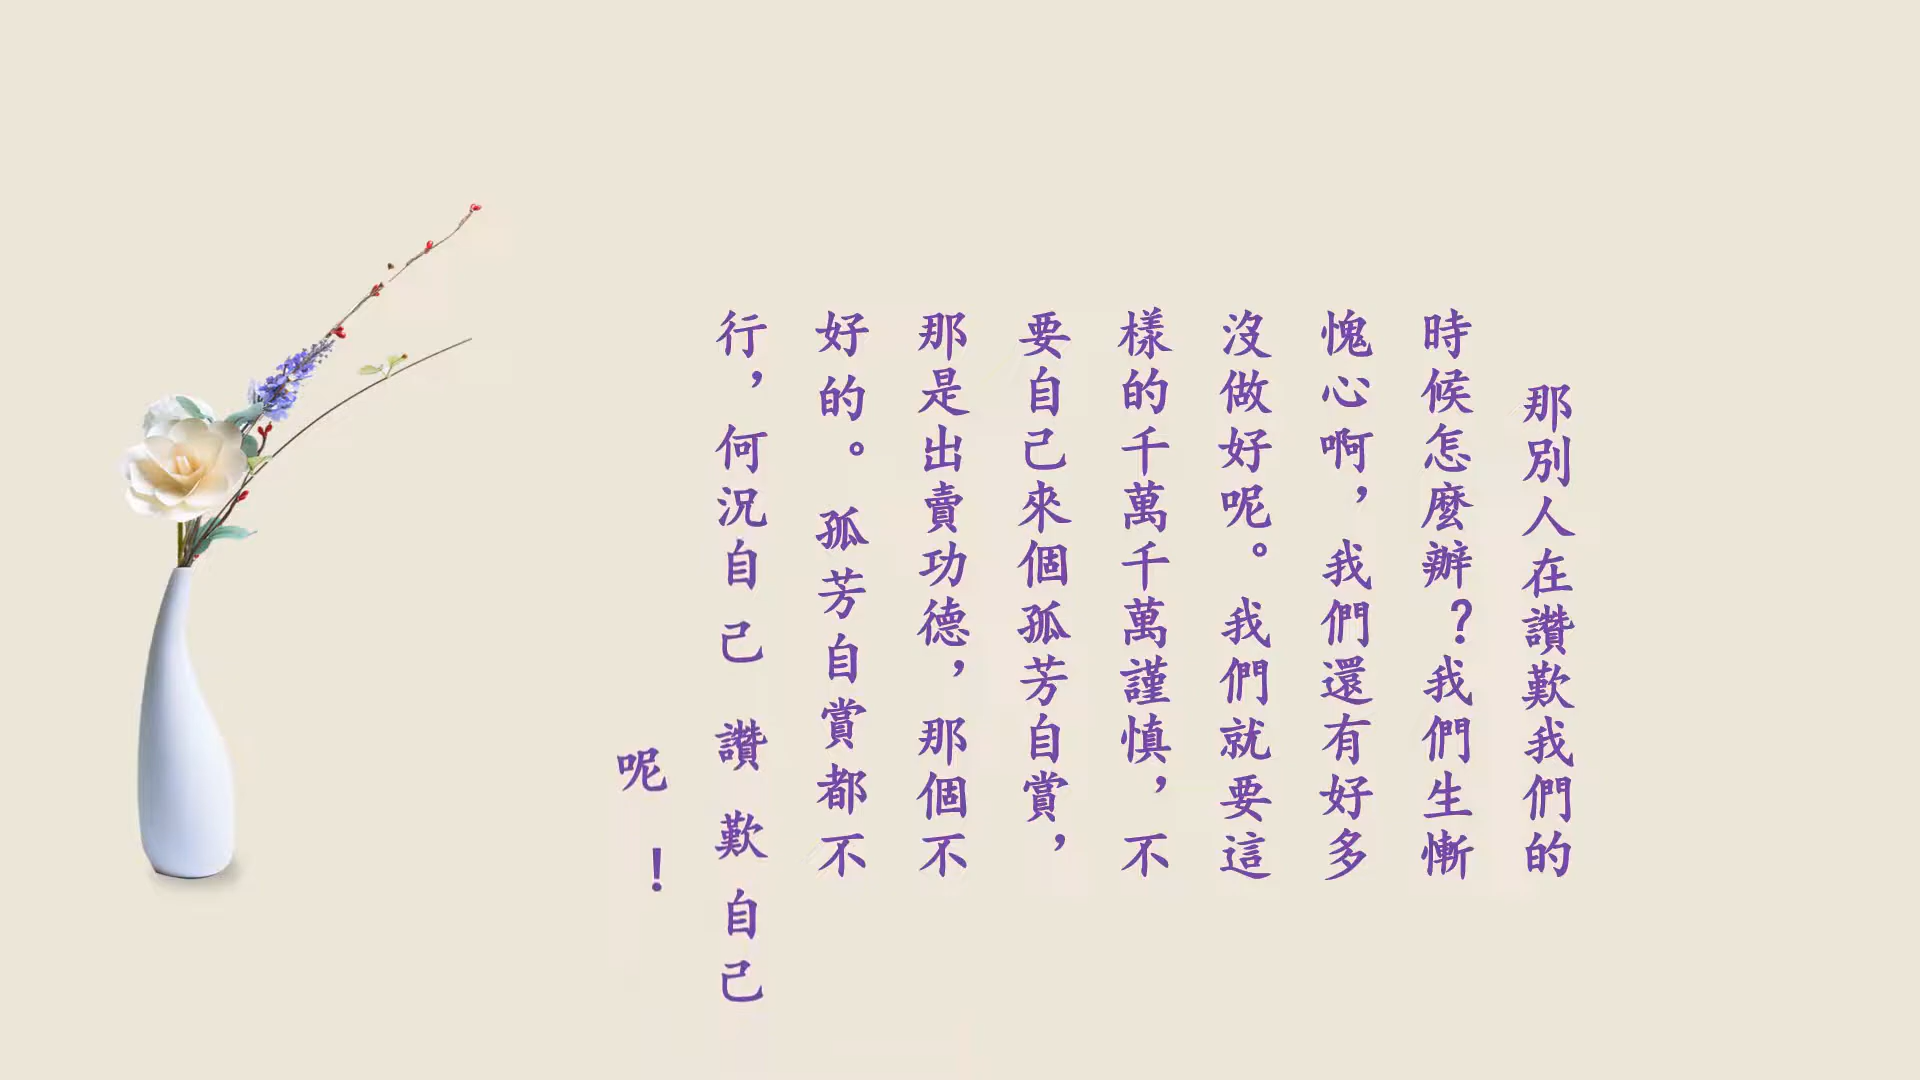 那別人在讚歎我們的
時候怎麼辦？我們生慚
愧心啊，我們還有好多
沒做好呢。我們就要這
樣的千萬千萬謹慎，不
要自己來個孤芳自賞，
那是出賣功德，那個不
好的。孤芳自賞都不
行，何況自己讚歎自己
呢！